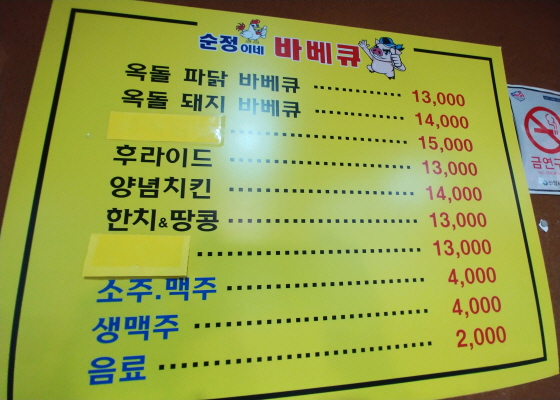 순정이네 바베큐
옥돌 파닭 바베큐 ·················· 13,000
옥돌 돼지 바베큐 ·················· 14,000
·················· 15,000
후라이드 ·················· 13,000
양념치킨 ·················· 14,000
한치&땅콩 ·················· 13,000
·················· 13,000
소주.맥주 ·················· 4,000
생맥주 ·················· 4,000
음료 ·················· 2,000
금연구